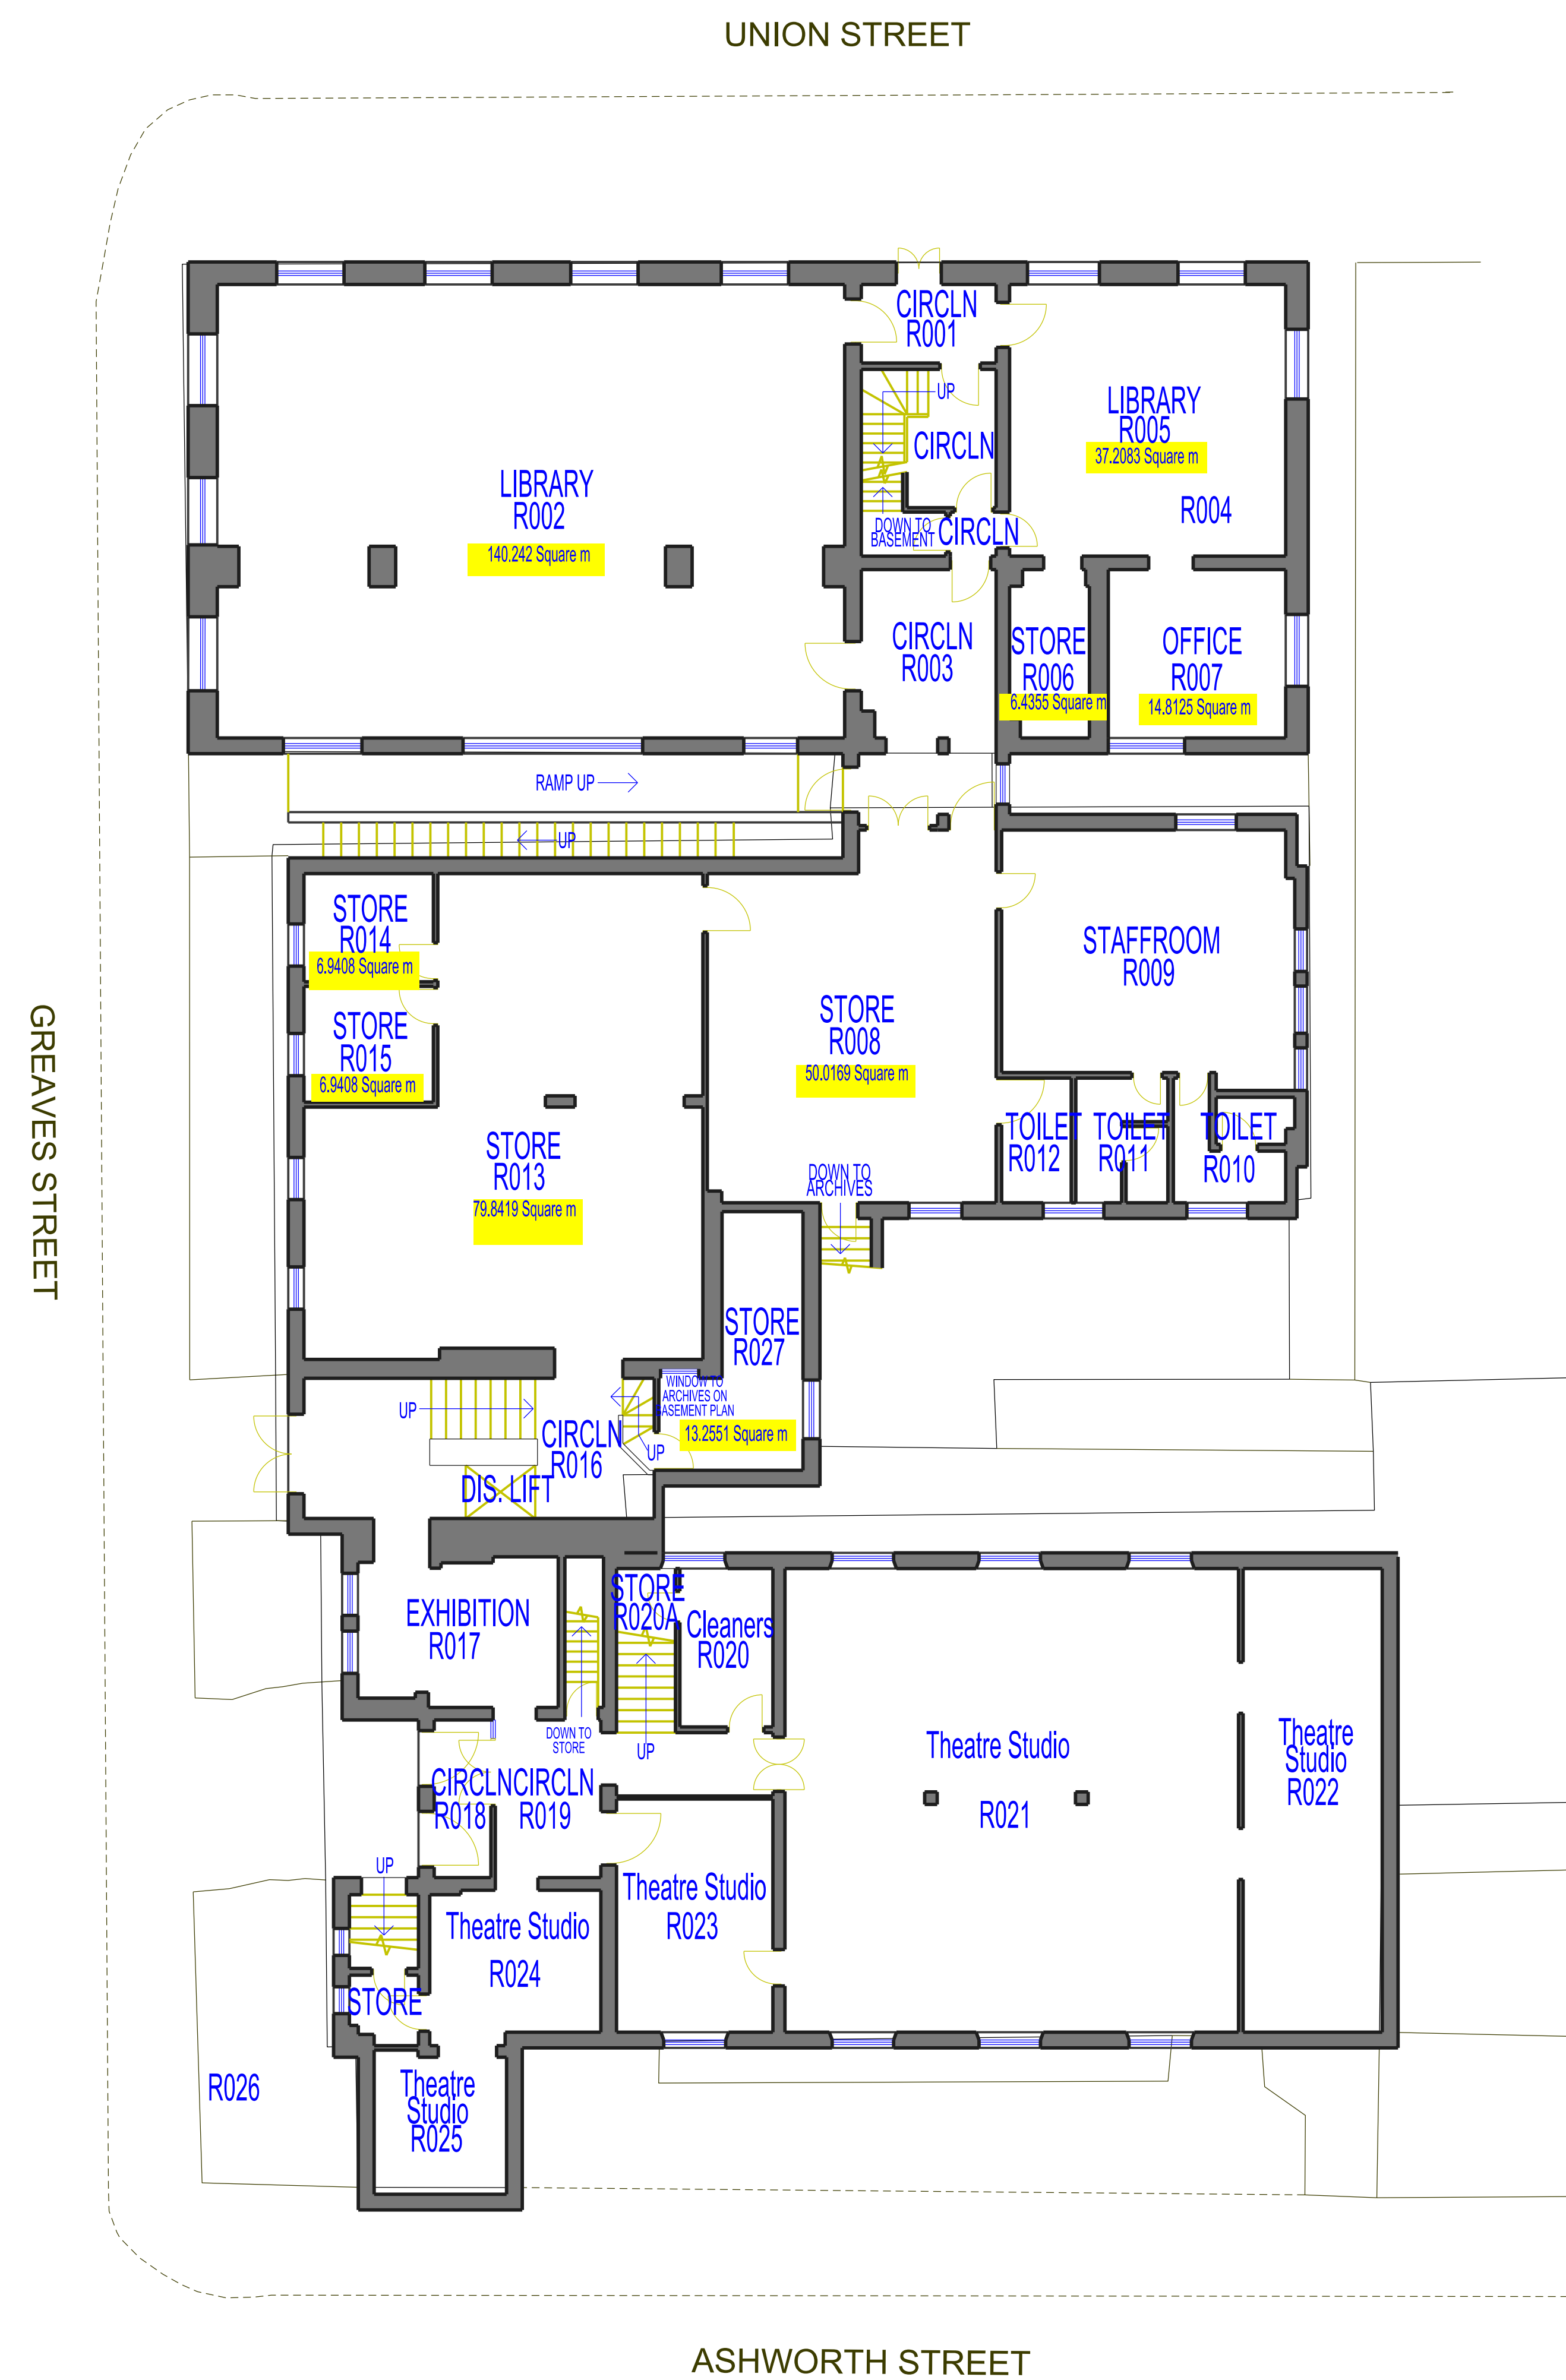 UNION STREET
CIRCLN
R001
UP
LIBRARY
R005
37.2083 Square m
CIRCLN
LIBRARY
R002
140.242 Square m
R004
DOWN TO
BASEMENT
CIRCLN
CIRCLN
R003
STORE
R006
6.4355 Square m
OFFICE
R007
14.8125 Square m
RAMP UP
UP
STORE
R014
6.9408 Square m
STAFFROOM
R009
GREAVES STREET
STORE
R015
6.9408 Square m
STORE
R008
50.0169 Square m
TOILET
R012
TOILET
R011
TOILET
R010
STORE
R013
79.8419 Square m
DOWN TO
ARCHIVES
STORE
R027
WINDOW TO
ARCHIVES ON
BASEMENT PLAN
13.2551 Square m
UP
CIRCLN
R016
UP
DIS. LIFT
EXHIBITION
R017
STORE
R020A
Cleaners
R020
DOWN TO
STORE
UP
Theatre Studio
R021
Theatre
Studio
R022
CIRCLN
R018
CIRCLN
R019
UP
Theatre Studio
R023
Theatre Studio
R024
STORE
R026
Theatre
Studio
R025
ASHWORTH STREET